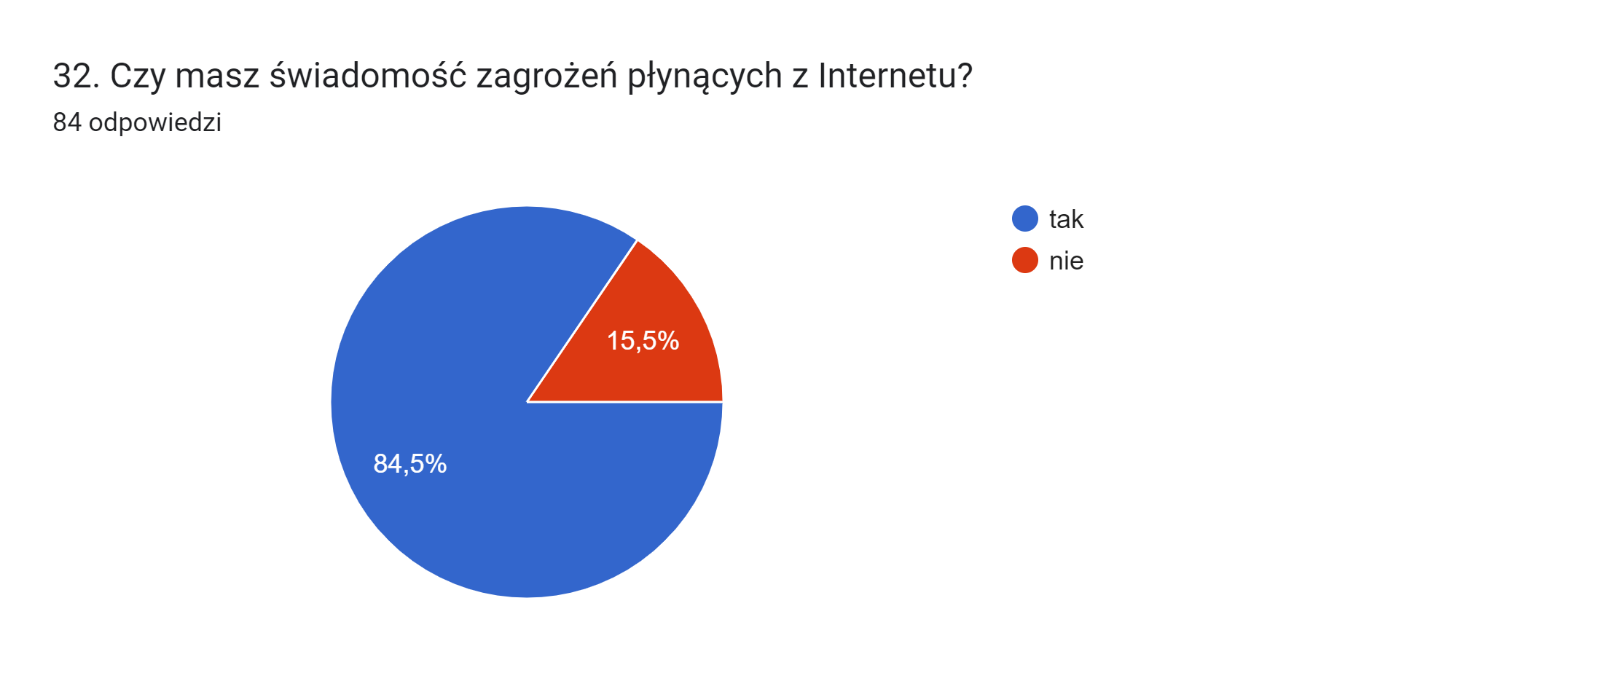 32. Czy masz świadomość zagrożeń płynących z Internetu?
84 odpowiedzi
tak
nie
15,5%
84,5%